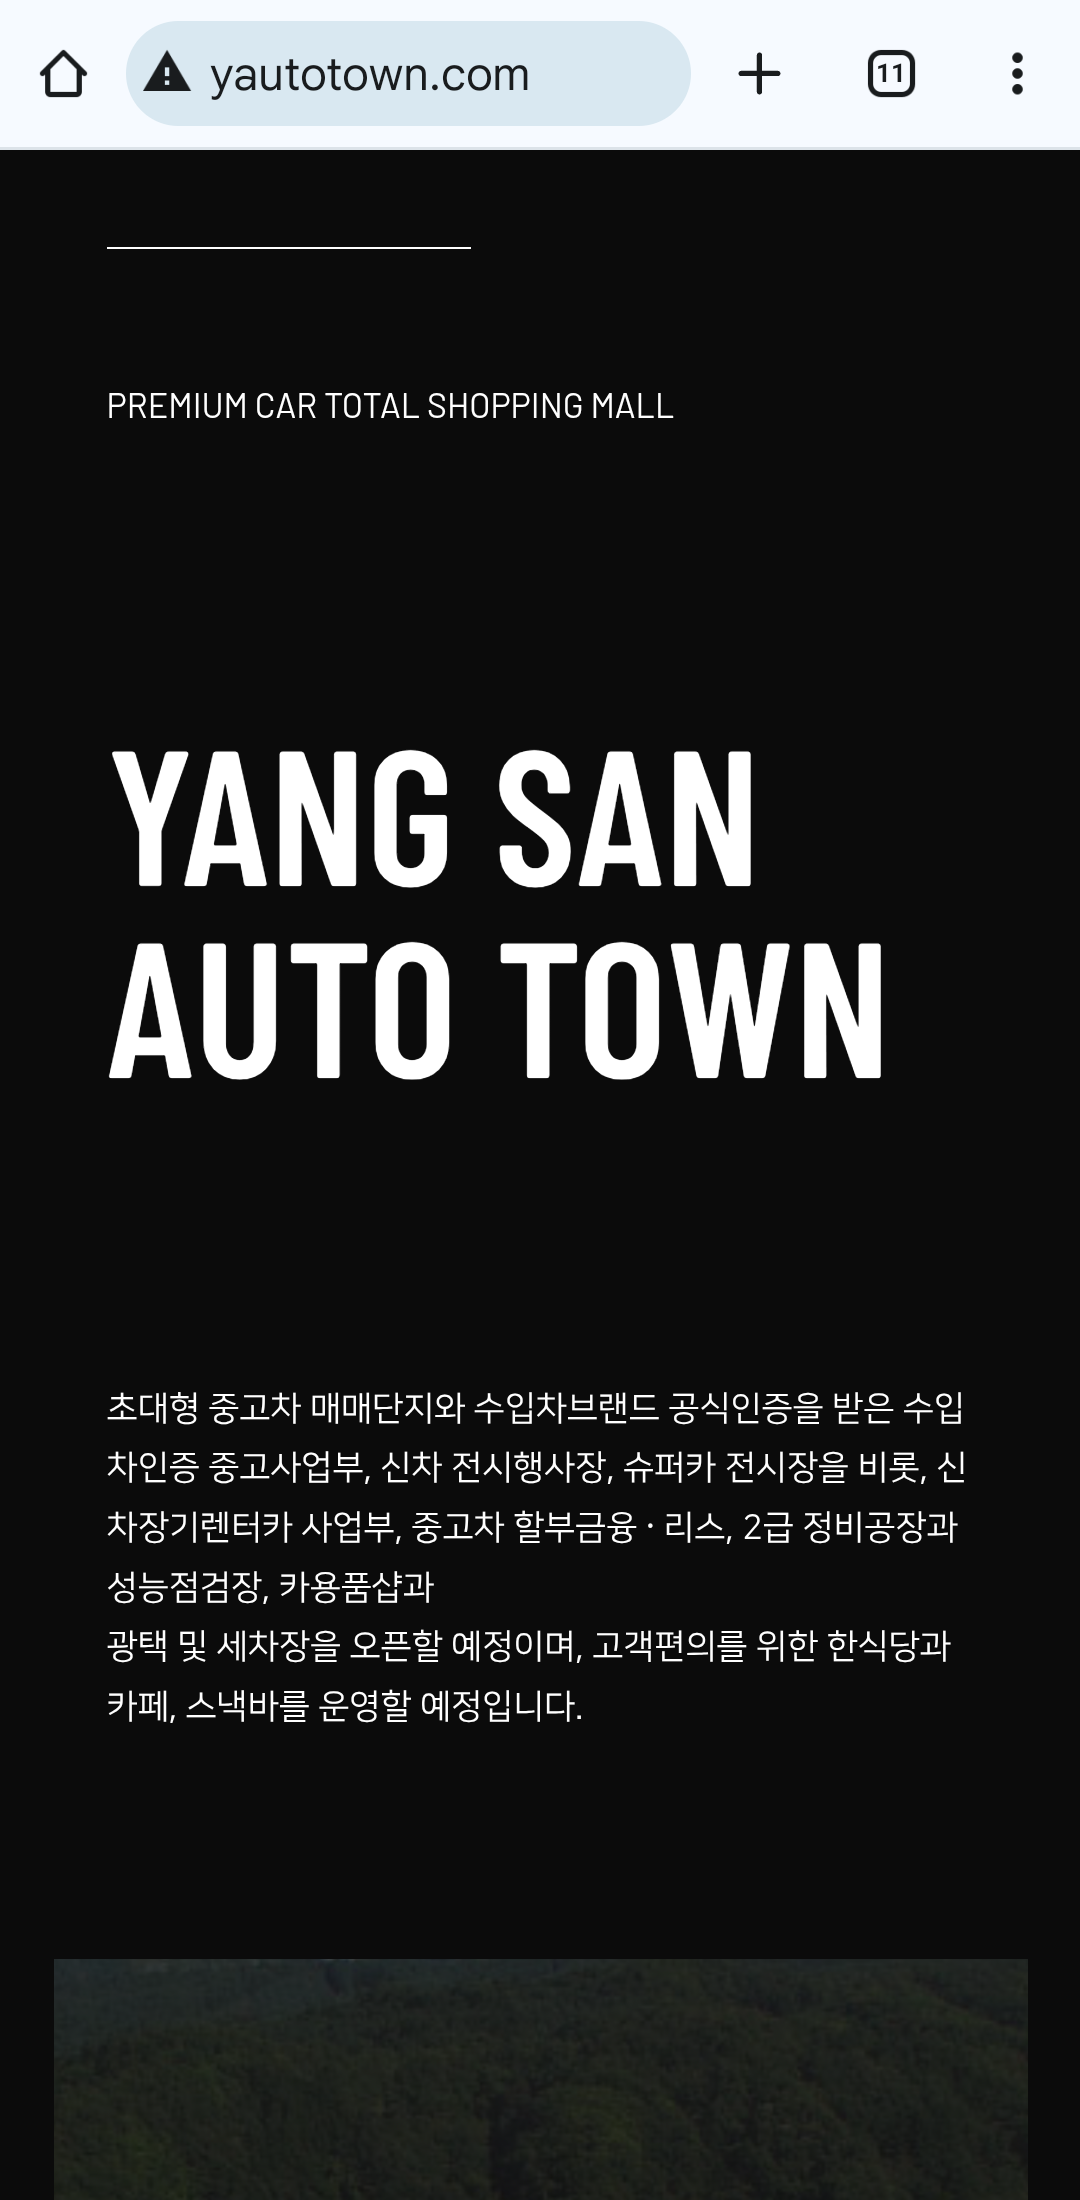 yautotown.com
11
PREMIUM CAR TOTAL SHOPPING MALL
YANG SAN
AUTO TOWN
초대형 중고차 매매단지와 수입차브랜드 공식인증을 받은 수입
차인증 중고사업부, 신차 전시행사장, 슈퍼카 전시장을 비롯, 신
차장기렌터카 사업부, 중고차 할부금융 · 리스, 2급 정비공장과
성능점검장, 카용품샵과
광택 및 세차장을 오픈할 예정이며, 고객편의를 위한 한식당과
카페, 스낵바를 운영할 예정입니다.